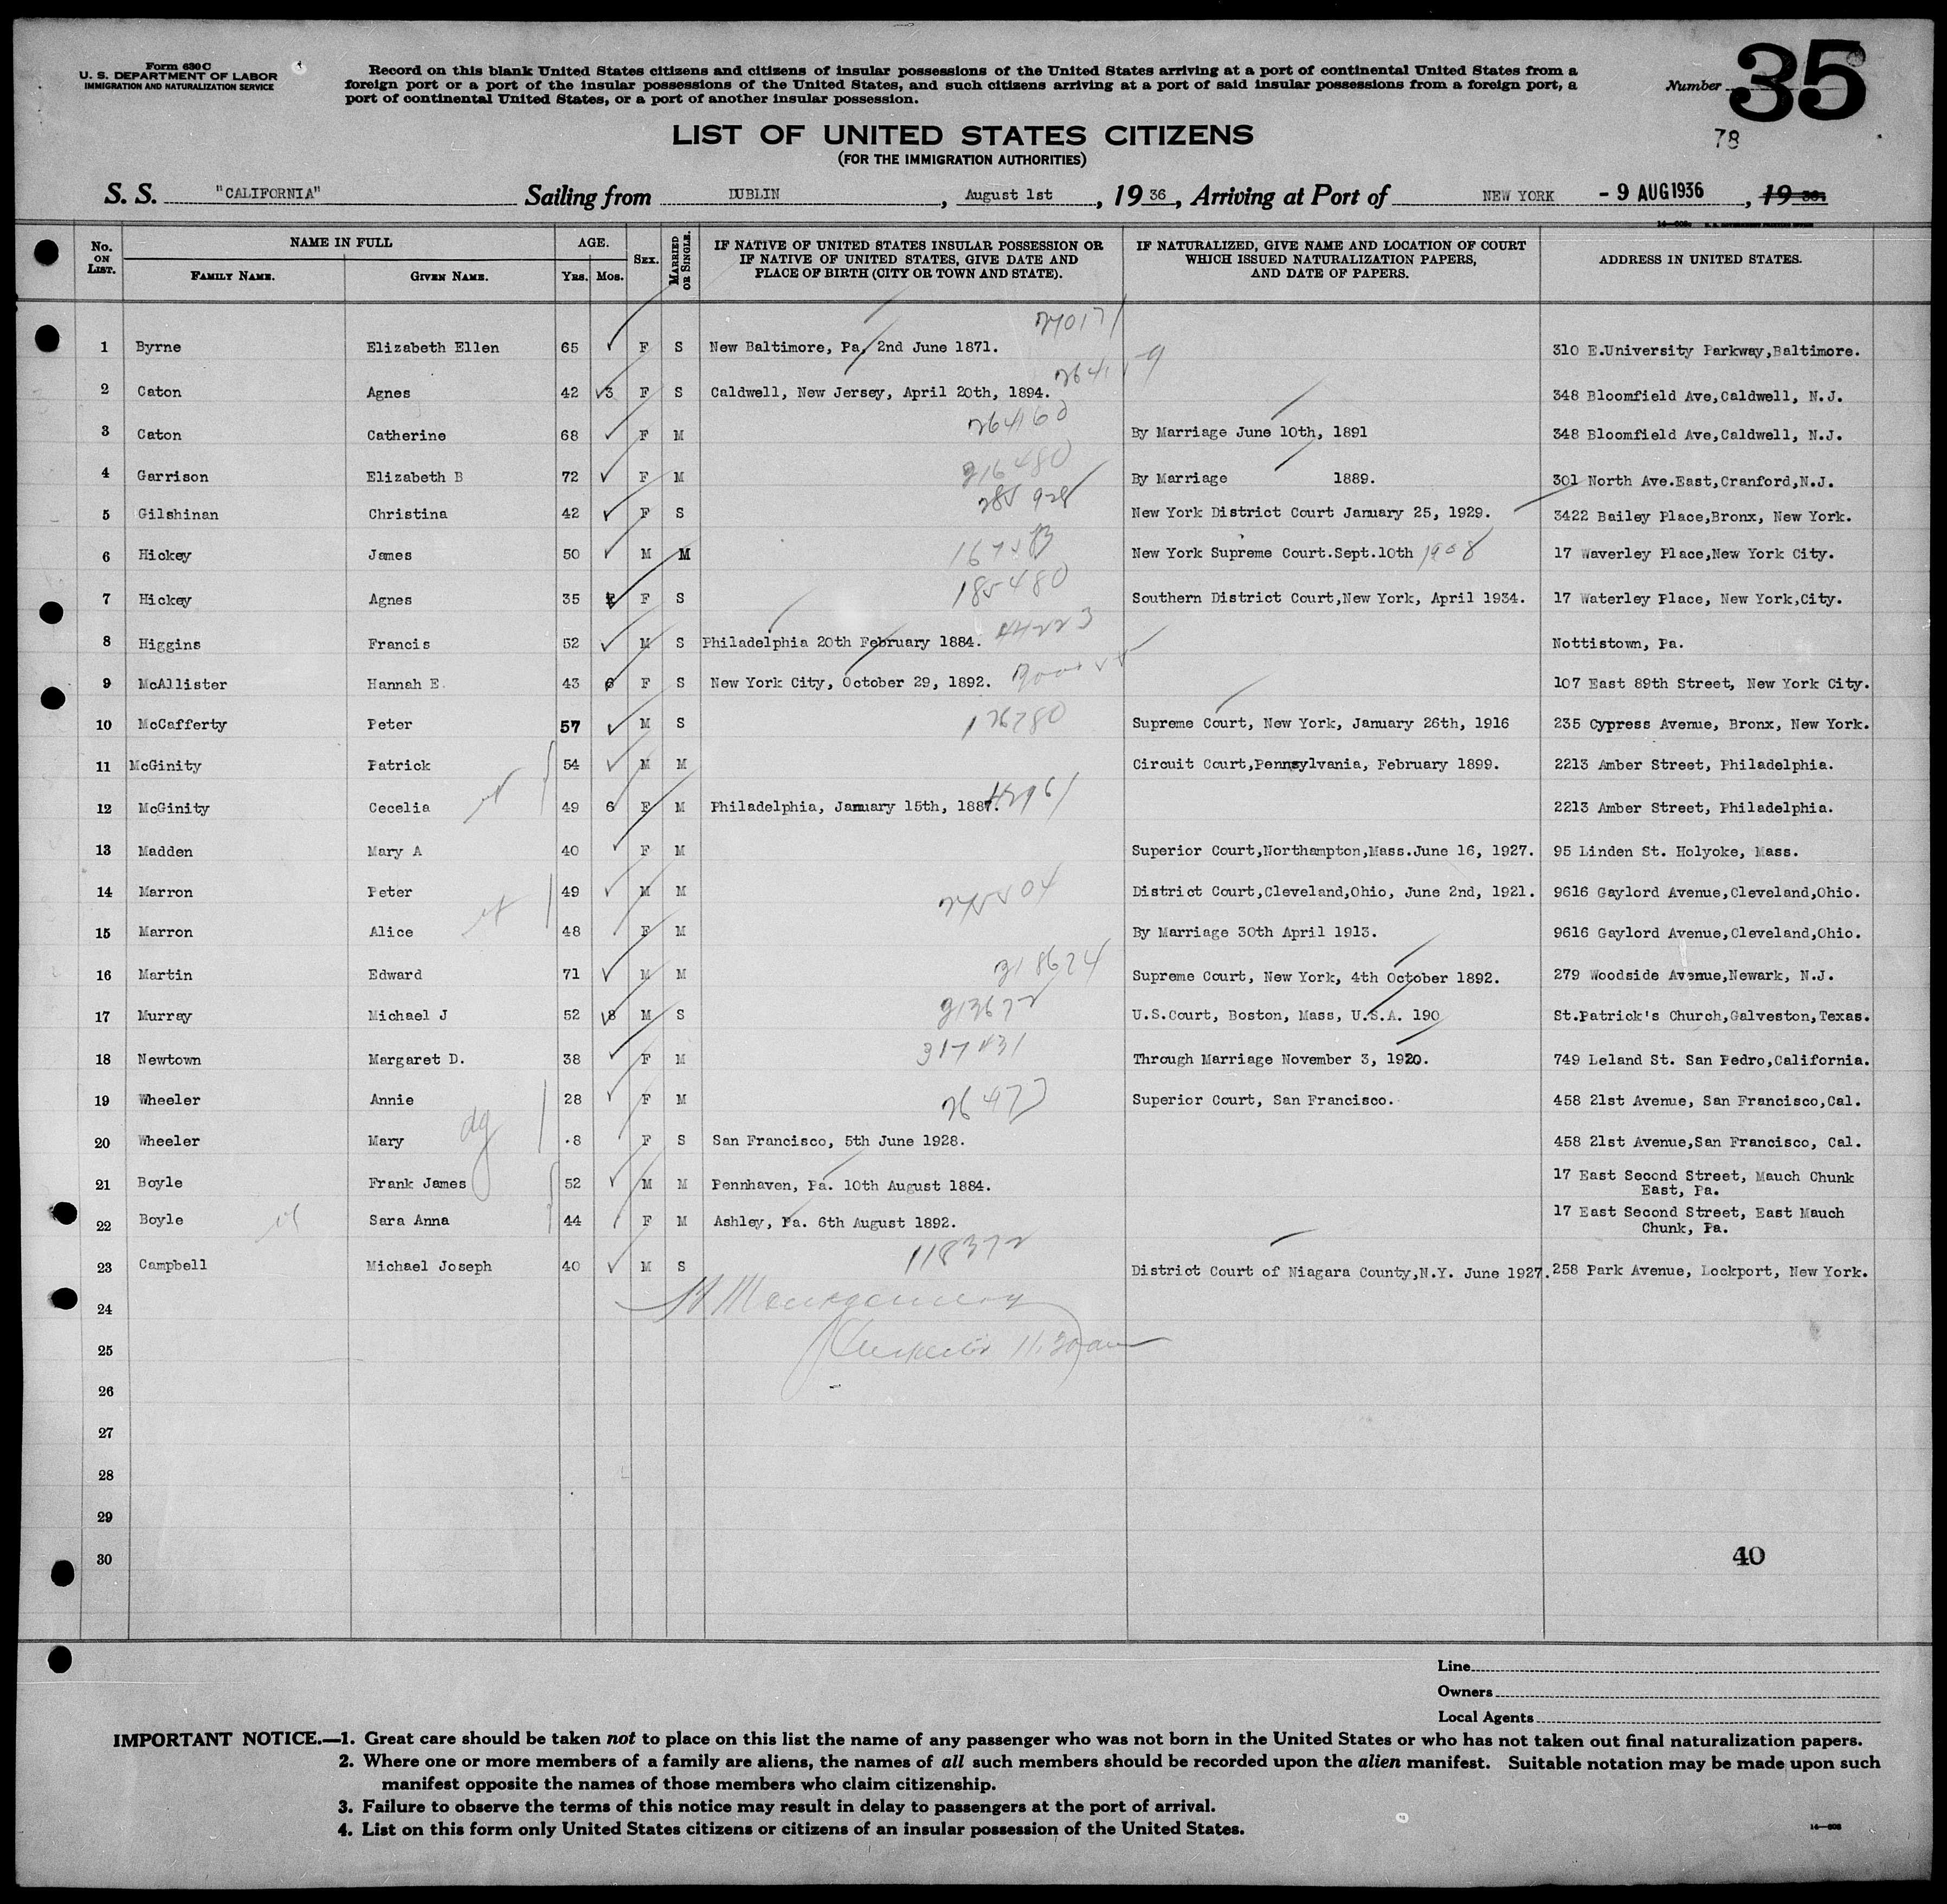 Form 630 C
U. S. DEPARTMENT OF LABOR
IMMIGRATION AND NATURALIZATION SERVICE
Record on this blank United States citizens and citizens of insular possessions of the United States arriving at a port of continental United States from a
foreign port or a port of the insular possessions of the United States, and such citizens arriving at a port of said insular possessions from a foreign port, a
port of continental United States, or a port of another insular possession.
Number 35
78
LIST OF UNITED STATES CITIZENS
(FOR THE IMMIGRATION AUTHORITIES)
S. S. "CALIFORNIA" Sailing from DUBLIN, August 1st, 1936, Arriving at Port of NEW YORK - 9 AUG 1936, 1936.
No. ON LIST. NAME IN FULL AGE. SEX. MARRIED OR SINGLE. IF NATIVE OF UNITED STATES INSULAR POSSESSION OR IF NATIVE OF UNITED STATES, GIVE DATE AND PLACE OF BIRTH (CITY OR TOWN AND STATE). IF NATURALIZED, GIVE NAME AND LOCATION OF COURT WHICH ISSUED NATURALIZATION PAPERS, AND DATE OF PAPERS. ADDRESS IN UNITED STATES.
FAMILY NAME. GIVEN NAME. YRS. MOS.
1 Byrne Elizabeth Ellen 65 F S New Baltimore, Pa, 2nd June 1871. 310 E.University Parkway,Baltimore.
2 Caton Agnes 42 3 F S Caldwell, New Jersey, April 20th, 1894. 348 Bloomfield Ave,Caldwell, N.J.
3 Caton Catherine 68 F M 264160 By Marriage June 10th, 1891 348 Bloomfield Ave,Caldwell, N.J.
4 Garrison Elizabeth B 72 F M 216480 By Marriage 1889. 301 North Ave.East,Cranford,N.J.
5 Gilshinan Christina 42 F S 285928 New York District Court January 25, 1929. 3422 Bailey Place,Bronx, New York.
6 Hickey James 50 M M New York Supreme Court.Sept.10th 1908 17 Waverley Place,New York City.
7 Hickey Agnes 35 F S 185480 Southern District Court,New York, April 1934. 17 Waterley Place, New York,City.
8 Higgins Francis 52 M S Philadelphia 20th February 1884. 44223 Nottistown, Pa.
9 McAllister Hannah E. 43 6 F S New York City, October 29, 1892. 107 East 89th Street, New York City.
10 McCafferty Peter 57 M S 126780 Supreme Court, New York, January 26th, 1916 235 Cypress Avenue, Bronx, New York.
11 McGinity Patrick 54 M M Circuit Court,Pennsylvania, February 1899. 2213 Amber Street, Philadelphia.
12 McGinity Cecelia 49 6 F M Philadelphia, January 15th, 1887. 2213 Amber Street, Philadelphia.
13 Madden Mary A 40 F M Superior Court,Northampton,Mass.June 16, 1927. 95 Linden St. Holyoke, Mass.
14 Marron Peter 49 M M 245504 District Court,Cleveland,Ohio, June 2nd, 1921. 9616 Gaylord Avenue,Cleveland,Ohio.
15 Marron Alice 48 F M By Marriage 30th April 1913. 9616 Gaylord Avenue,Cleveland,Ohio.
16 Martin Edward 71 M M 218624 Supreme Court, New York, 4th October 1892. 279 Woodside Avenue,Newark, N.J.
17 Murray Michael J 52 8 M S 213672 U.S.Court, Boston, Mass, U.S.A. 190 St.Patrick's Church,Galveston,Texas.
18 Newtown Margaret D. 38 F M 317431 Through Marriage November 3, 1920. 749 Leland St. San Pedro,California.
19 Wheeler Annie 28 F M 26477 Superior Court, San Francisco. 458 21st Avenue, San Francisco,Cal.
20 Wheeler Mary 8 F S San Francisco, 5th June 1928. 458 21st Avenue,San Francisco, Cal.
21 Boyle Frank James 52 M M Pennhaven, Pa. 10th August 1884. 17 East Second Street, Mauch Chunk
East, Pa.
22 Boyle Sara Anna 44 F M Ashley, Pa. 6th August 1892. 17 East Second Street, East Mauch
Chunk, Pa.
23 Campbell Michael Joseph 40 M S 118372 District Court of Niagara County,N.Y. June 1927. 258 Park Avenue, Lockport, New York.
24 Montgomery
25 Inspector 11.30 am
26
27
28
29
30 40
Line
Owners
Local Agents
IMPORTANT NOTICE.—1. Great care should be taken not to place on this list the name of any passenger who was not born in the United States or who has not taken out final naturalization papers.
2. Where one or more members of a family are aliens, the names of all such members should be recorded upon the alien manifest. Suitable notation may be made upon such
manifest opposite the names of those members who claim citizenship.
3. Failure to observe the terms of this notice may result in delay to passengers at the port of arrival.
4. List on this form only United States citizens or citizens of an insular possession of the United States.